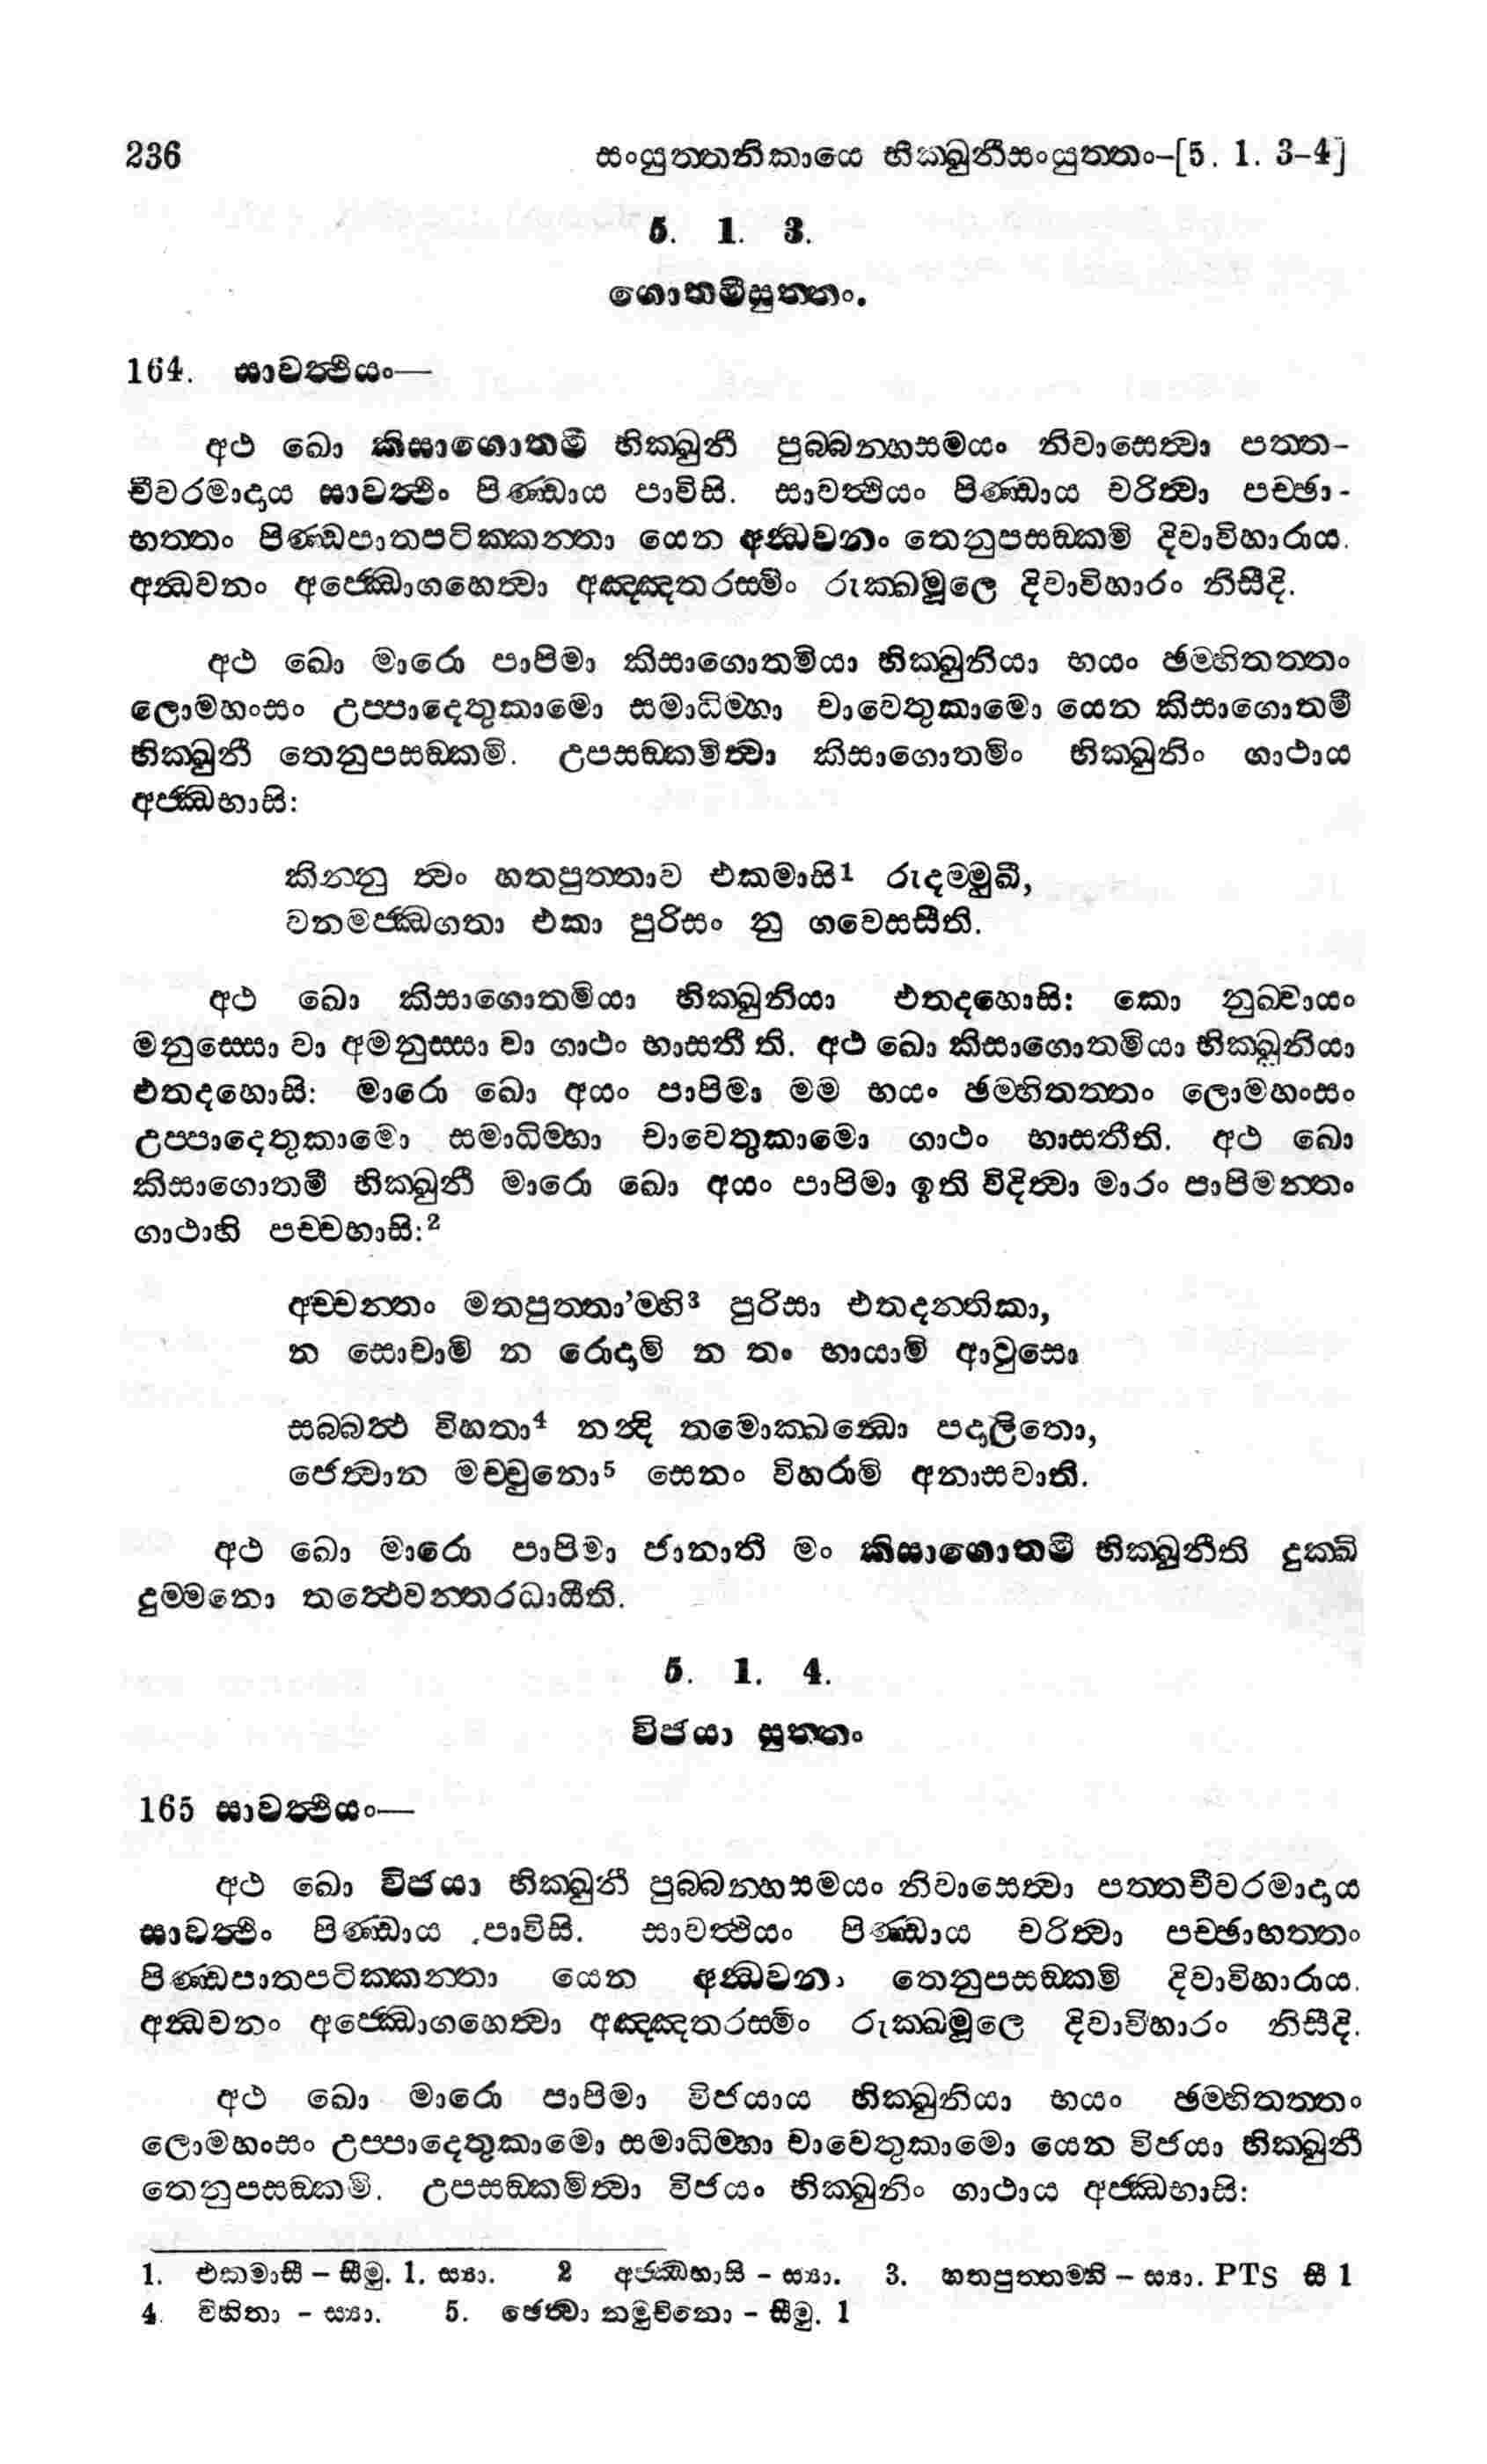 236 සංයුත්තනිකායෙ භික්ඛුනීසංයුත්තං–[5. 1. 3–4]
5. 1. 3.
ගොතමීසුත්තං.
164. සාවත්ථියං—
අථ ඛො කිසාගොතමී භික්ඛුනී පුබ්බන්හසමයං නිවාසෙත්වා පත්ත-
චීවරමාදාය සාවත්ථිං පිණ්ඩාය පාවිසි. සාවත්ථියං පිණ්ඩාය චරිත්වා පච්ඡා-
භත්තං පිණ්ඩපාතපටික්කන්තා යෙන අන්ධවනං තෙනුපසඞ්කමි දිවාවිහාරාය.
අන්ධවනං අජ්ඣොගහෙත්වා අඤ්ඤතරස්මිං රුක්ඛමූලෙ දිවාවිහාරං නිසීදි.
අථ ඛො මාරො පාපිමා කිසාගොතමියා භික්ඛුනියා භයං ඡම්හිතත්තං
ලොමහංසං උප්පාදෙතුකාමො සමාධිම්හා චාවෙතුකාමො යෙන කිසාගොතමී
භික්ඛුනී තෙනුපසඞ්කමි. උපසඞ්කමිත්වා කිසාගොතමිං භික්ඛුනිං ගාථාය
අජ්ඣභාසි:
කින්නු ත්වං හතපුත්තාව එකමාසි¹ රුදම්මුඛී,
වනමජ්ඣගතා එකා පුරිසං නු ගවෙසසීති.
අථ ඛො කිසාගොතමියා භික්ඛුනියා එතදහොසි: කො නුඛ්වායං
මනුස්සො වා අමනුස්සා වා ගාථං භාසතී ති. අථ ඛො කිසාගොතමියා භික්ඛුනියා
එතදහොසි: මාරො ඛො අයං පාපිමා මම භයං ඡම්හිතත්තං ලොමහංසං
උප්පාදෙතුකාමො සමාධිම්හා චාවෙතුකාමො ගාථං භාසතීති. අථ ඛො
කිසාගොතමී භික්ඛුනී මාරො ඛො අයං පාපිමා ඉති විදිත්වා මාරං පාපිමන්තං
ගාථාහි පච්චභාසි:²
අච්චන්තං මතපුත්තා'ම්හි³ පුරිසා එතදන්තිකා,
න සොචාමි න රොදාමි න තං භායාමි ආවුසො
සබ්බත්ථ විහතා⁴ නන්දි තමොක්ඛන්ධො පදාලිතො,
ජෙත්වාන මච්චුනො⁵ සෙනං විහරාමි අනාසවාති.
අථ ඛො මාරො පාපිමා ජානාති මං කිසාගොතමී භික්ඛුනීති දුක්ඛි
දුම්මනො තත්ථෙවන්තරධායීති.
5. 1. 4.
විජයා සුත්තං
165 සාවත්ථියං—
අථ ඛො විජයා භික්ඛුනී පුබ්බන්හසමයං නිවාසෙත්වා පත්තචීවරමාදාය
සාවත්ථිං පිණ්ඩාය පාවිසි. සාවත්ථියං පිණ්ඩාය චරිත්වා පච්ඡාභත්තං
පිණ්ඩපාතපටික්කන්තා යෙන අන්ධවනං තෙනුපසඞ්කමි දිවාවිහාරාය.
අන්ධවනං අජ්ඣොගහෙත්වා අඤ්ඤතරස්මිං රුක්ඛමූලෙ දිවාවිහාරං නිසීදි.
අථ ඛො මාරො පාපිමා විජයාය භික්ඛුනියා භයං ඡම්හිතත්තං
ලොමහංසං උප්පාදෙතුකාමො සමාධිම්හා චාවෙතුකාමො යෙන විජයා භික්ඛුනී
තෙනුපසඞ්කමි. උපසඞ්කමිත්වා විජයං භික්ඛුනිං ගාථාය අජ්ඣභාසි:
1. එකමාසී – සීමු. 1. ස්‍යා. 2 අජ්ඣභාසි – ස්‍යා. 3. හතපුත්තම්හි – ස්‍යා. PTS සී 1
4. විහිතා – ස්‍යා. 5. ඡෙත්වා නමුචිනො – සීමු. 1